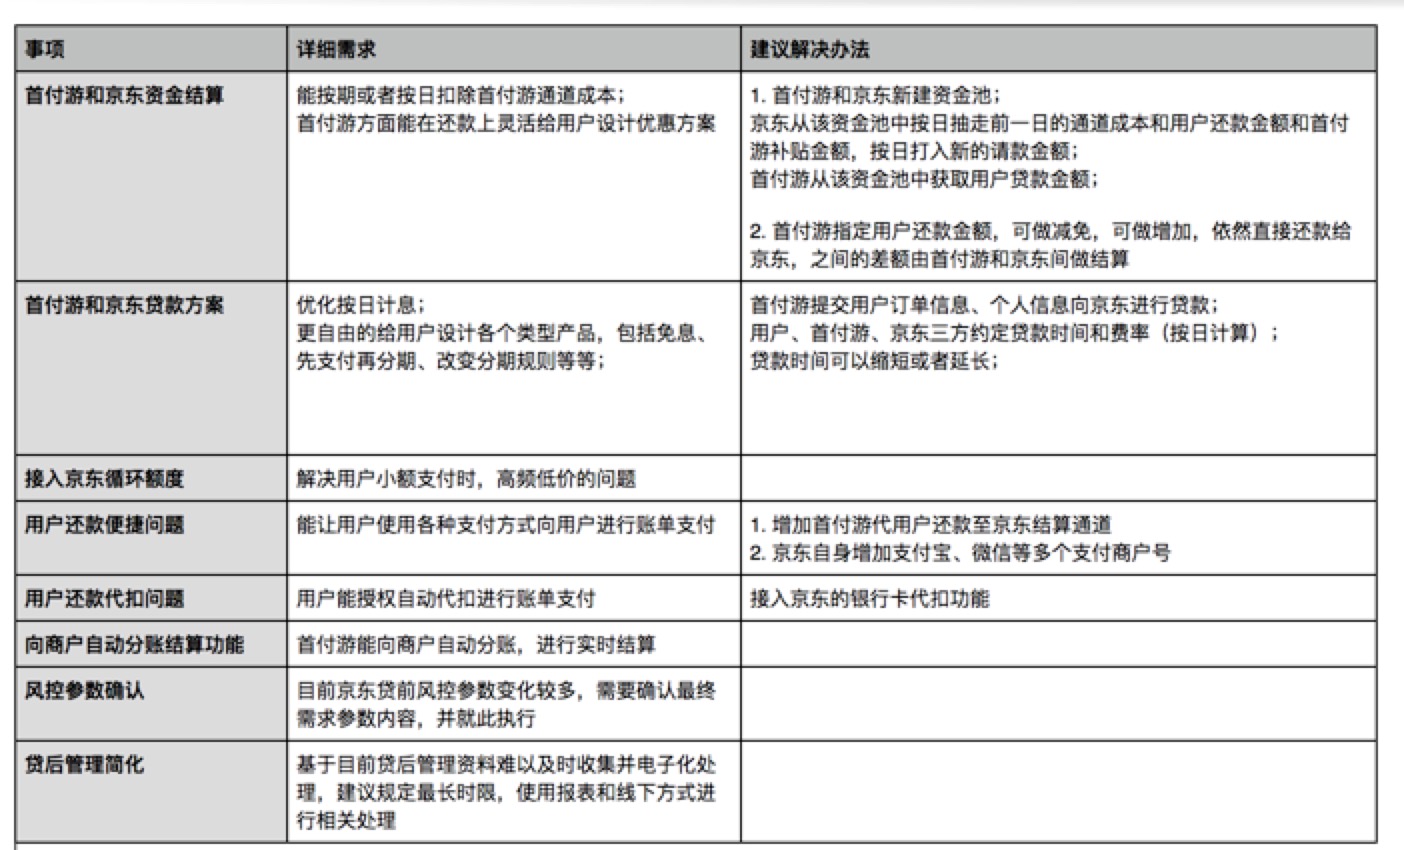 事项
详细需求
建议解决办法
首付游和京东资金结算
能按期或者按日扣除首付游通道成本；
首付游方面能在还款上灵活给用户设计优惠方案
1. 首付游和京东新建资金池；
京东从该资金池中按日抽走前一日的通道成本和用户还款金额和首付
游补贴金额，按日打入新的请款金额；
首付游从该资金池中获取用户贷款金额；
2. 首付游指定用户还款金额，可做减免，可做增加，依然直接还款给
京东，之间的差额由首付游和京东间做结算
首付游和京东贷款方案
优化按日计息；
更自由的给用户设计各个类型产品，包括免息、
先支付再分期、改变分期规则等等；
首付游提交用户订单信息、个人信息向京东进行贷款；
用户、首付游、京东三方约定贷款时间和费率（按日计算）；
贷款时间可以缩短或者延长；
接入京东循环额度
解决用户小额支付时，高频低价的问题
用户还款便捷问题
能让用户使用各种支付方式向用户进行账单支付
1. 增加首付游代用户还款至京东结算通道
2. 京东自身增加支付宝、微信等多个支付商户号
用户还款代扣问题
用户能授权自动代扣进行账单支付
接入京东的银行卡代扣功能
向商户自动分账结算功能
首付游能向商户自动分账，进行实时结算
风控参数确认
目前京东贷前风控参数变化较多，需要确认最终
需求参数内容，并就此执行
贷后管理简化
基于目前贷后管理资料难以及时收集并电子化处
理，建议规定最长时限，使用报表和线下方式进
行相关处理